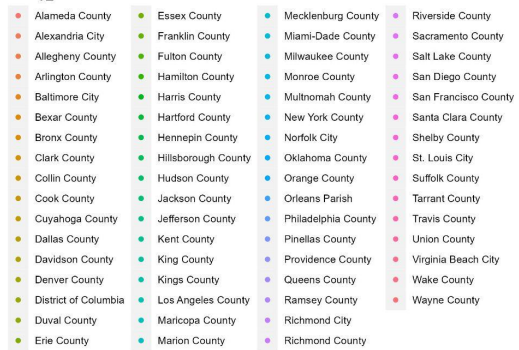 Alameda County
Alexandria City
Allegheny County
Arlington County
Baltimore City
Bexar County
Bronx County
Clark County
Collin County
Cook County
Cuyahoga County
Dallas County
Davidson County
Denver County
District of Columbia
Duval County
Erie County
Essex County
Franklin County
Fulton County
Hamilton County
Harris County
Hartford County
Hennepin County
Hillsborough County
Hudson County
Jackson County
Jefferson County
Kent County
King County
Kings County
Los Angeles County
Maricopa County
Marion County
Mecklenburg County
Miami-Dade County
Milwaukee County
Monroe County
Multnomah County
New York County
Norfolk City
Oklahoma County
Orange County
Orleans Parish
Philadelphia County
Pinellas County
Providence County
Queens County
Ramsey County
Richmond City
Richmond County
Riverside County
Sacramento County
Salt Lake County
San Diego County
San Francisco County
Santa Clara County
Shelby County
St. Louis City
Suffolk County
Tarrant County
Travis County
Union County
Virginia Beach City
Wake County
Wayne County